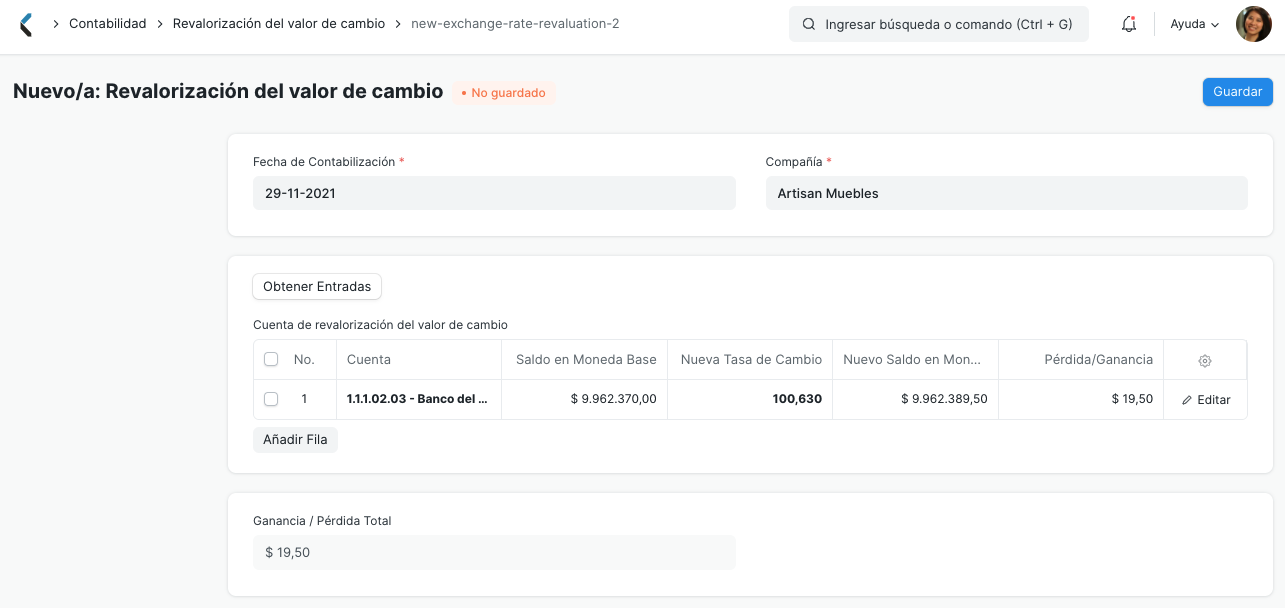 Contabilidad Revalorización del valor de cambio new-exchange-rate-revaluation-2 Ingresar búsqueda o comando (Ctrl + G) Ayuda
Nuevo/a: Revalorización del valor de cambio • No guardado Guardar
Fecha de Contabilización * Compañía *
29-11-2021 Artisan Muebles
Obtener Entradas
Cuenta de revalorización del valor de cambio
No. Cuenta Saldo en Moneda Base Nueva Tasa de Cambio Nuevo Saldo en Mon... Pérdida/Ganancia
1 1.1.1.02.03 - Banco del ... $ 9.962.370,00 100,630 $ 9.962.389,50 $ 19,50 Editar
Añadir Fila
Ganancia / Pérdida Total
$ 19,50